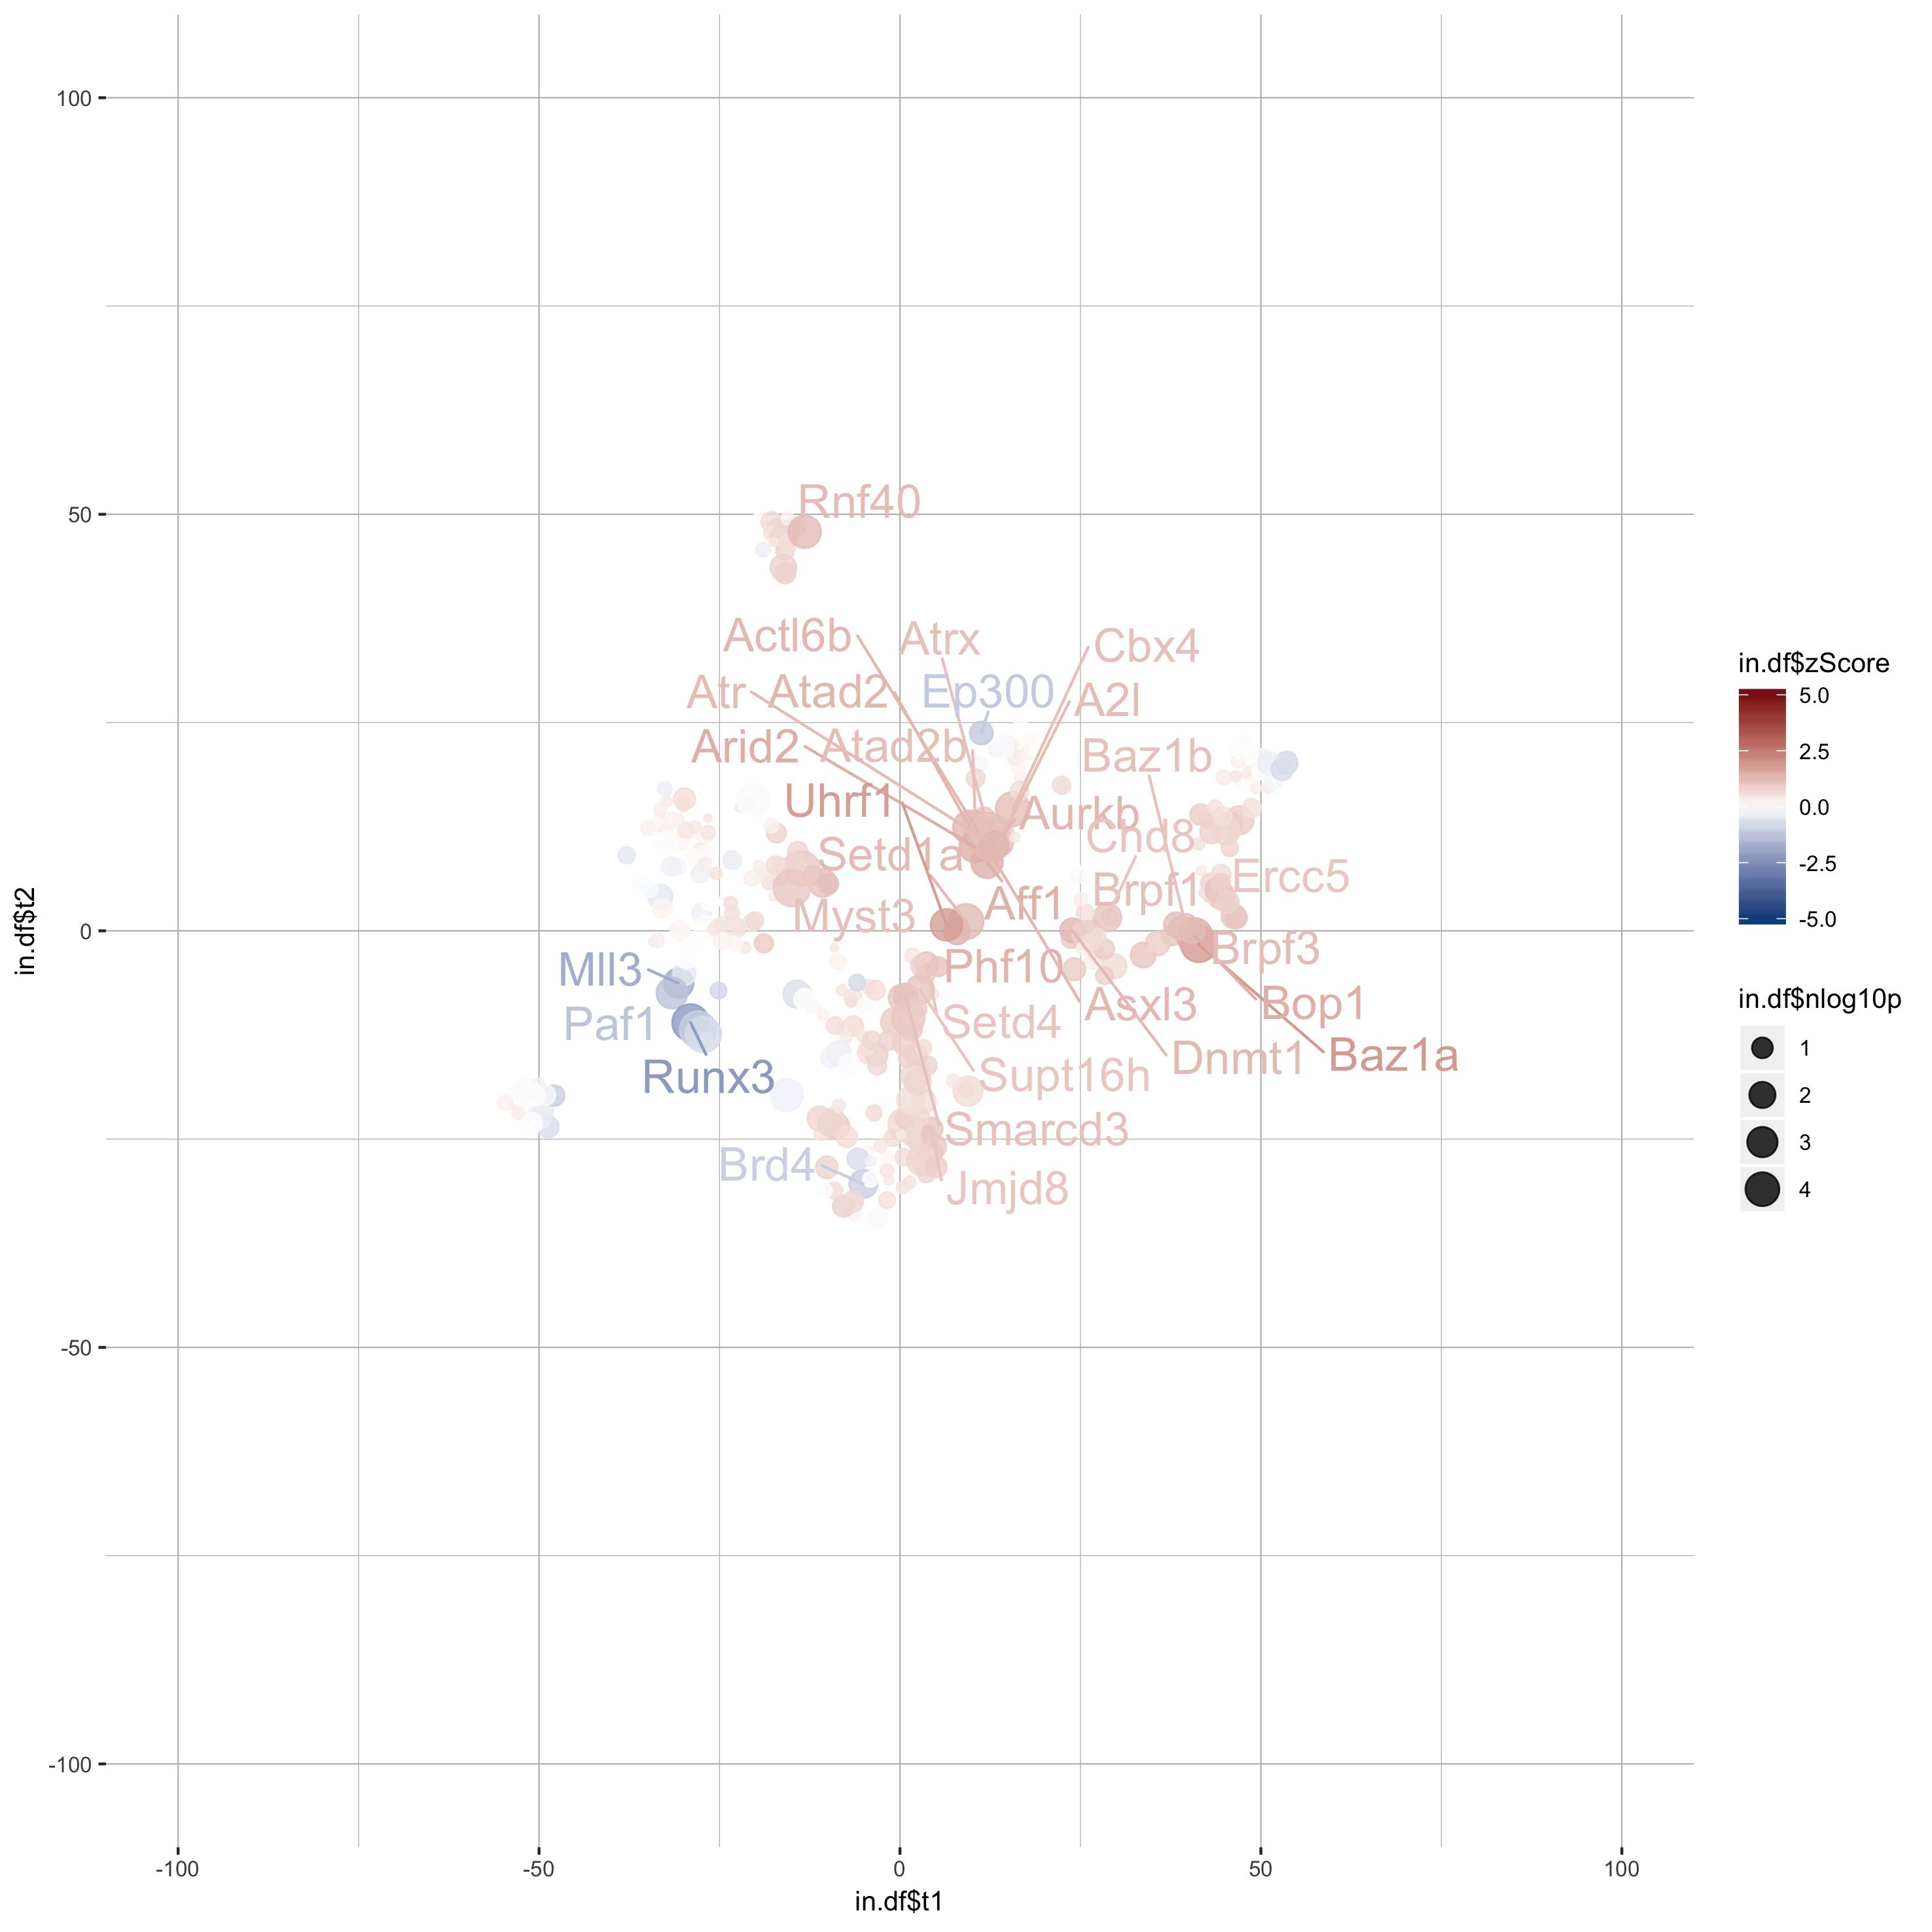 100
50
0
-50
-100
in.df$t2
-100
-50
0
50
100
in.df$t1
Rnf40
Actl6b
Atrx
Cbx4
Atr
Atad2
Ep300
A2l
Arid2
Atad2b
Baz1b
Uhrf1
Aurkb
Chd8
Setd1a
Ercc5
Brpf1
Aff1
Myst3
Brpf3
Mll3
Phf10
Asxl3
Bop1
Paf1
Setd4
Dnmt1
Baz1a
Runx3
Supt16h
Smarcd3
Brd4
Jmjd8
in.df$zScore
5.0
2.5
0.0
-2.5
-5.0
in.df$nlog10p
1
2
3
4